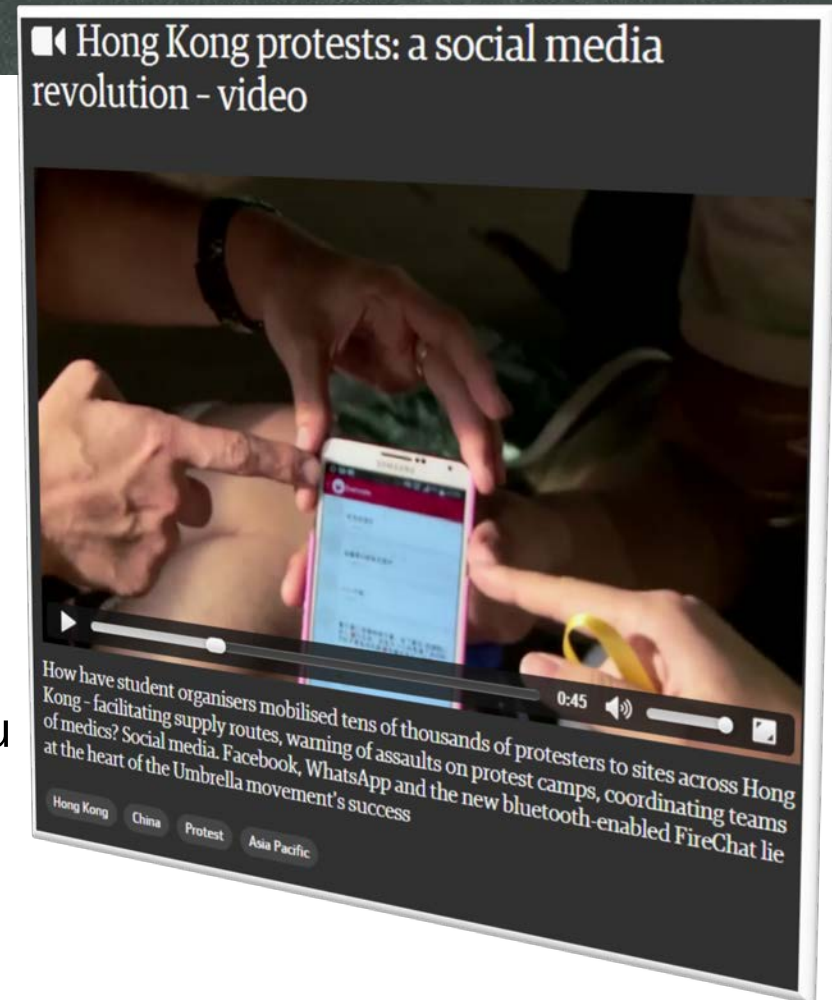 Hong Kong protests: a social media
revolution – video
SAMSUNG
0:45
How have student organisers mobilised tens of thousands of protesters to sites across Hong
Kong - facilitating supply routes, warning of assaults on protest camps, coordinating teams
of medics? Social media. Facebook, WhatsApp and the new bluetooth-enabled FireChat lie
at the heart of the Umbrella movement's success
Hong Kong
China
Protest
Asia Pacific
u